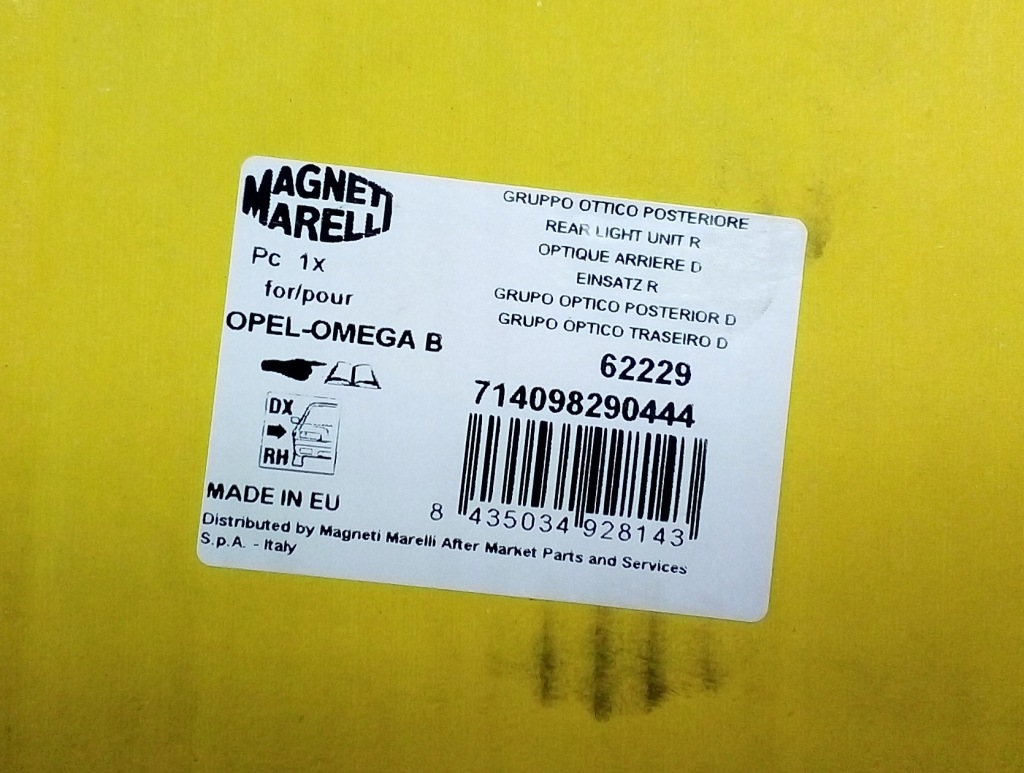 MAGNETI
MARELLI
Pc 1x
for/pour
OPEL-OMEGA B
DX
RH
MADE IN EU
Distributed by Magneti Marelli After Market Parts and Services
S.p.A. - Italy
GRUPPO OTTICO POSTERIORE
REAR LIGHT UNIT R
OPTIQUE ARRIERE D
EINSATZ R
GRUPO OPTICO POSTERIOR D
GRUPO ÓPTICO TRASEIRO D
62229
714098290444
8 435034 928143